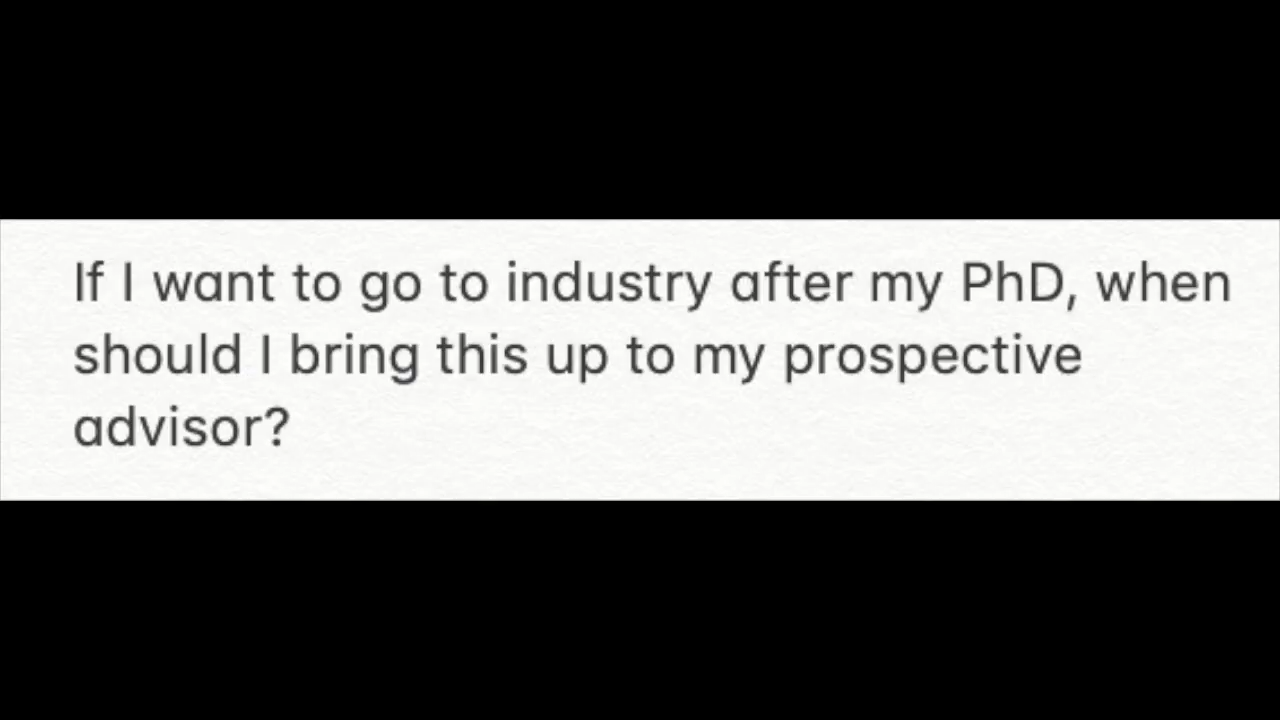 If I want to go to industry after my PhD, when
should I bring this up to my prospective
advisor?